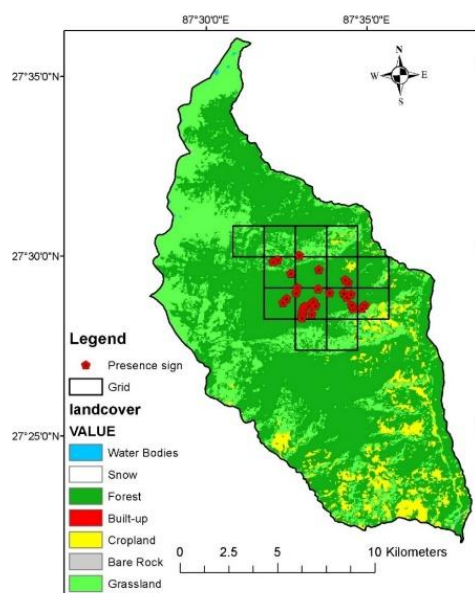 87°30'0"E 87°35'0"E
N
W E
S
27°35'0"N
27°30'0"N
27°25'0"N
Legend
Presence sign
Grid
landcover
VALUE
Water Bodies
Snow
Forest
Built-up
Cropland
Bare Rock
Grassland
0 2.5 5 10 Kilometers